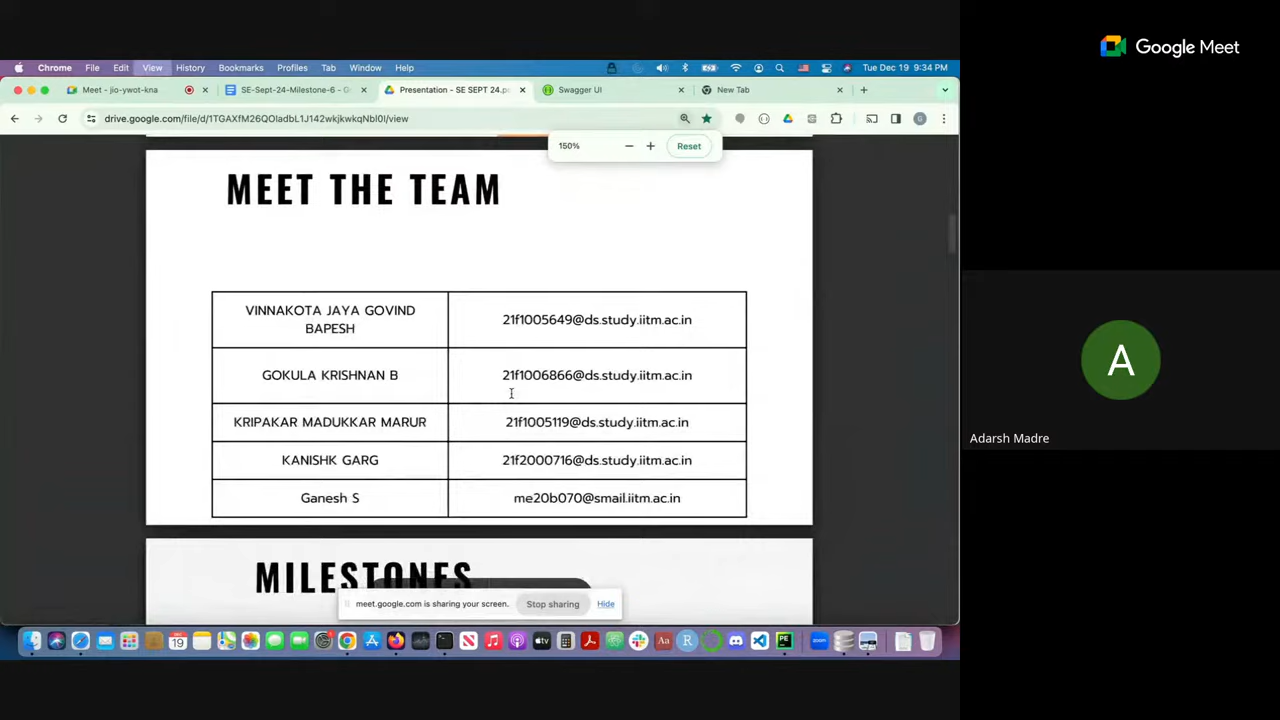 Google Meet
Chrome File Edit View History Bookmarks Profiles Tab Window Help Tue Dec 19 9:34 PM
Meet - jio-ywot-kna SE-Sept-24-Milestone-6 - G Presentation - SE SEPT 24.p Swagger UI New Tab
drive.google.com/file/d/1TGAXfM26QOladbL1J142wkjkwkqNbl0l/view
150% − + Reset
MEET THE TEAM
VINNAKOTA JAYA GOVIND
BAPESH
21f1005649@ds.study.iitm.ac.in
GOKULA KRISHNAN B 21f1006866@ds.study.iitm.ac.in
KRIPAKAR MADUKKAR MARUR 21f1005119@ds.study.iitm.ac.in
KANISHK GARG 21f2000716@ds.study.iitm.ac.in
Ganesh S me20b070@smail.iitm.ac.in
MILESTONES
meet.google.com is sharing your screen. Stop sharing Hide
A
Adarsh Madre